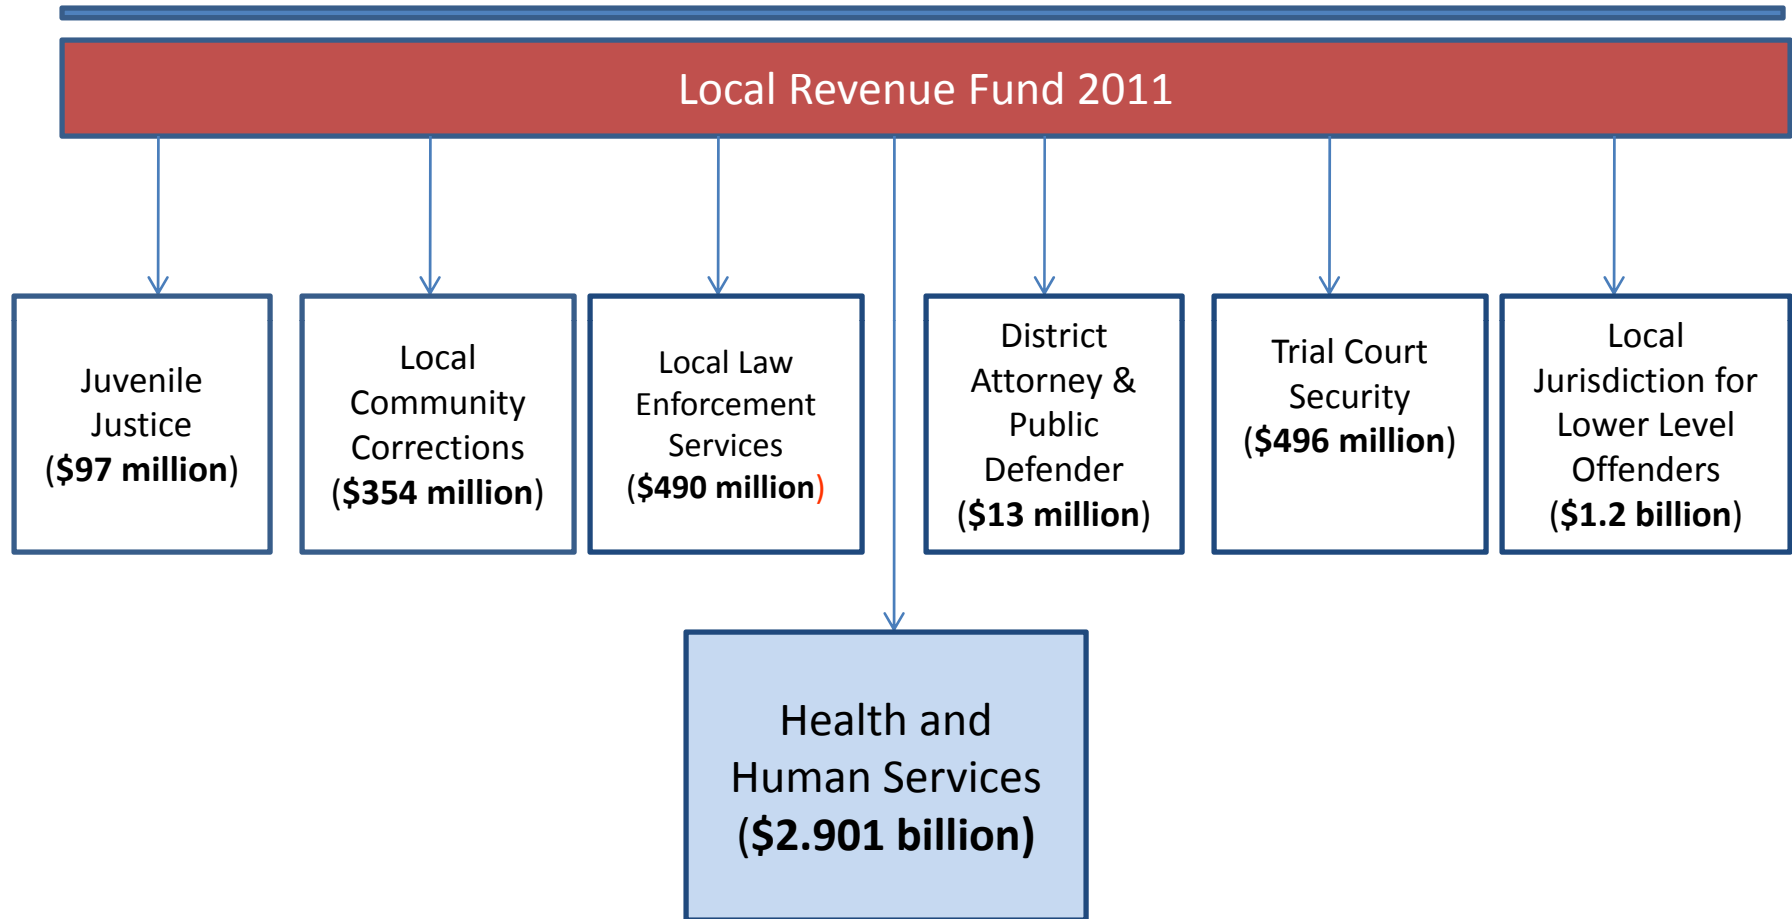 Local Revenue Fund 2011
Juvenile
Justice
($97 million)
Local
Community
Corrections
($354 million)
Local Law
Enforcement
Services
($490 million)
District
Attorney &
Public
Defender
($13 million)
Trial Court
Security
($496 million)
Local
Jurisdiction for
Lower Level
Offenders
($1.2 billion)
Health and
Human Services
($2.901 billion)